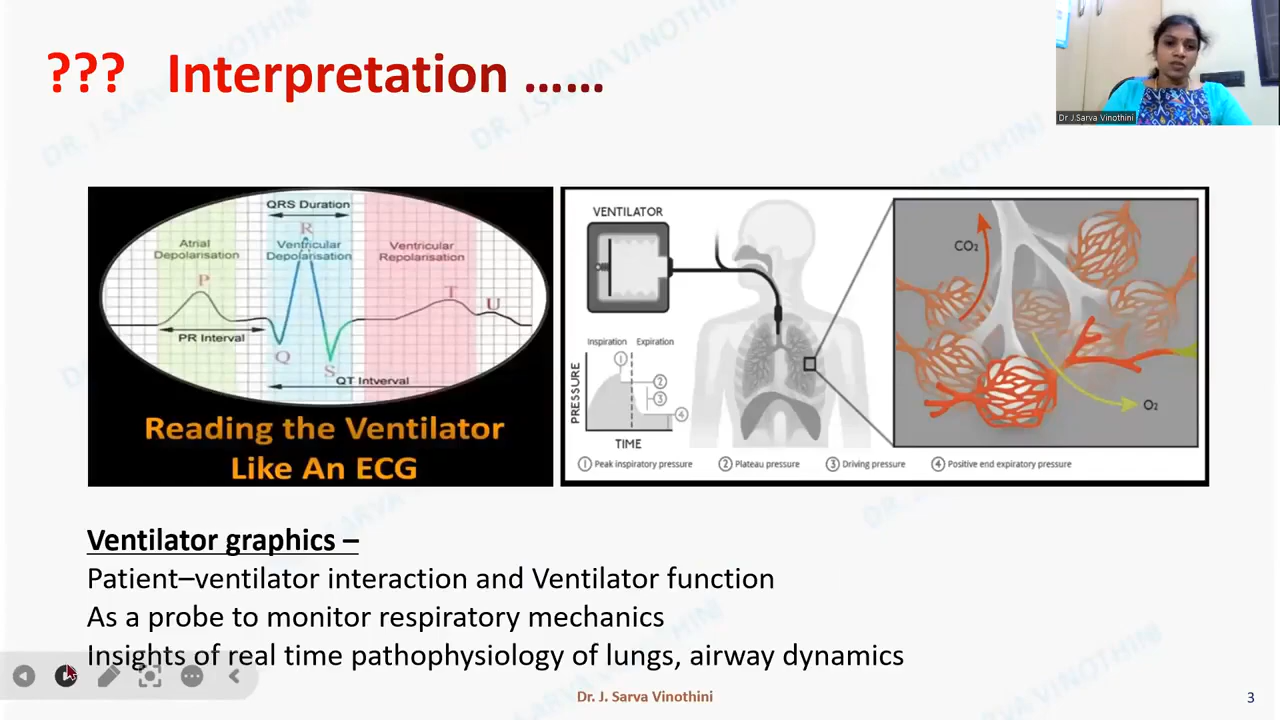 ??? Interpretation ......
Dr J.Sarva Vinothini
QRS Duration
R
Atrial
Depolarisation
Ventricular
Depolarisation
Ventricular
Repolarisation
P
T
U
PR Interval
Q
S
QT Intverval
Reading the Ventilator
Like An ECG
VENTILATOR
Inspiration Expiration
PRESSURE
1
2
3
4
TIME
CO₂
O₂
1 Peak inspiratory pressure 2 Plateau pressure 3 Driving pressure 4 Positive end expiratory pressure
Ventilator graphics –
Patient–ventilator interaction and Ventilator function
As a probe to monitor respiratory mechanics
Insights of real time pathophysiology of lungs, airway dynamics
Dr. J. Sarva Vinothini
3
DR. J.SARVA VINOTHINI